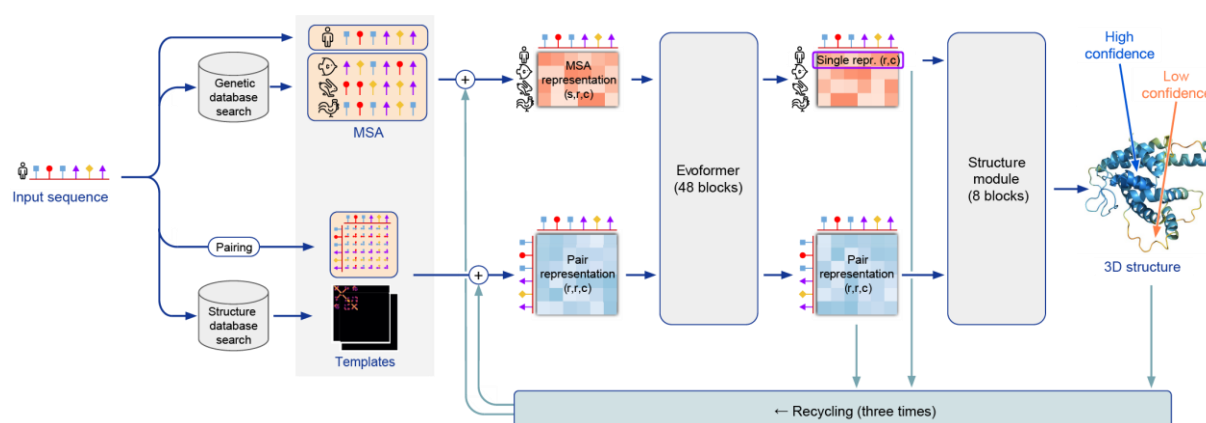 Input sequence
Genetic
database
search
MSA
Pairing
Structure
database
search
Templates
+
+
MSA
representation
(s,r,c)
Pair
representation
(r,r,c)
Evoformer
(48 blocks)
Single repr. (r,c)
Pair
representation
(r,r,c)
Structure
module
(8 blocks)
High
confidence
Low
confidence
3D structure
← Recycling (three times)